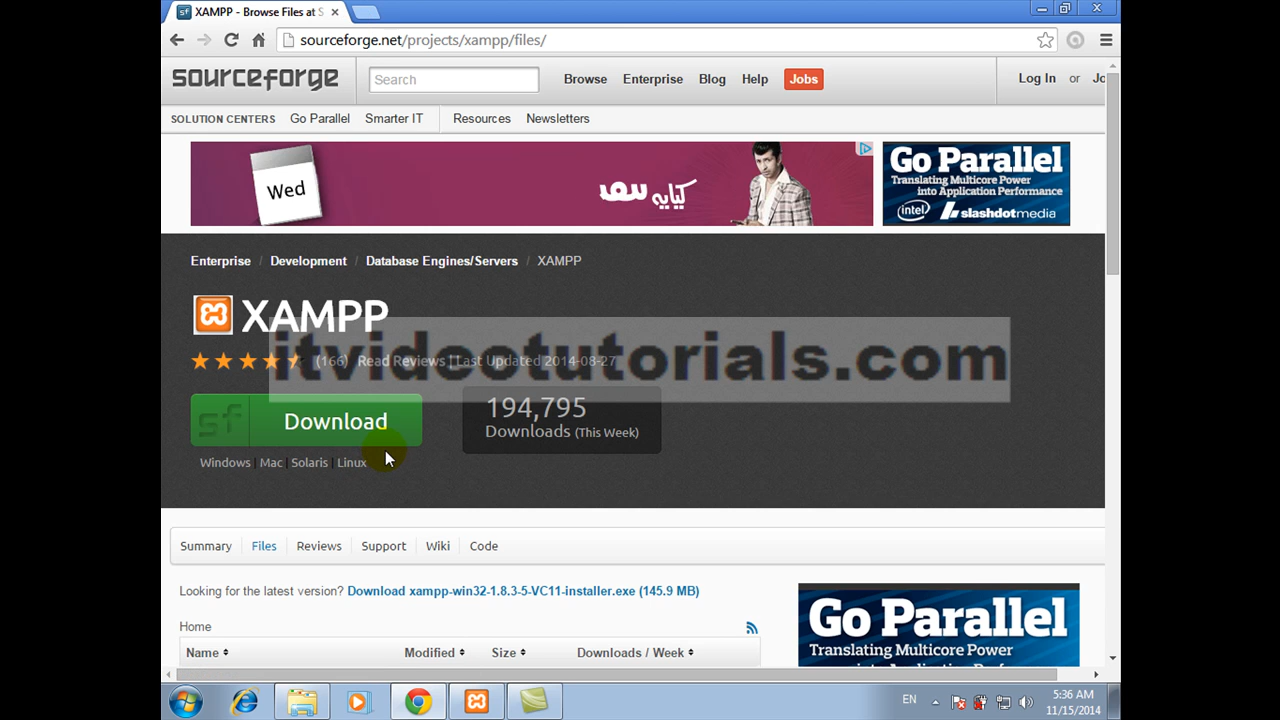 XAMPP - Browse Files at S
sourceforge.net/projects/xampp/files/
sourceforge
Search
Browse Enterprise Blog Help Jobs
Log In or Jo
SOLUTION CENTERS Go Parallel Smarter IT Resources Newsletters
Wed
Go Parallel
Translating Multicore Power
into Application Performance
intel slashdotmedia
Enterprise / Development / Database Engines/Servers / XAMPP
XAMPP
itvideotutorials.com
(166) Read Reviews | Last Updated 2014-08-27
sf Download
194,795
Downloads (This Week)
Windows | Mac | Solaris | Linux
Summary Files Reviews Support Wiki Code
Looking for the latest version? Download xampp-win32-1.8.3-5-VC11-installer.exe (145.9 MB)
Home
Name Modified Size Downloads / Week
Go Parallel
Translating Multicore Power
EN
5:36 AM
11/15/2014